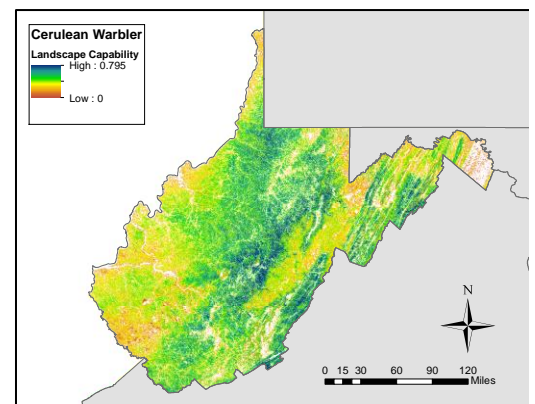 Cerulean Warbler
Landscape Capability
High : 0.795
Low : 0
N
0 15 30 60 90 120
Miles